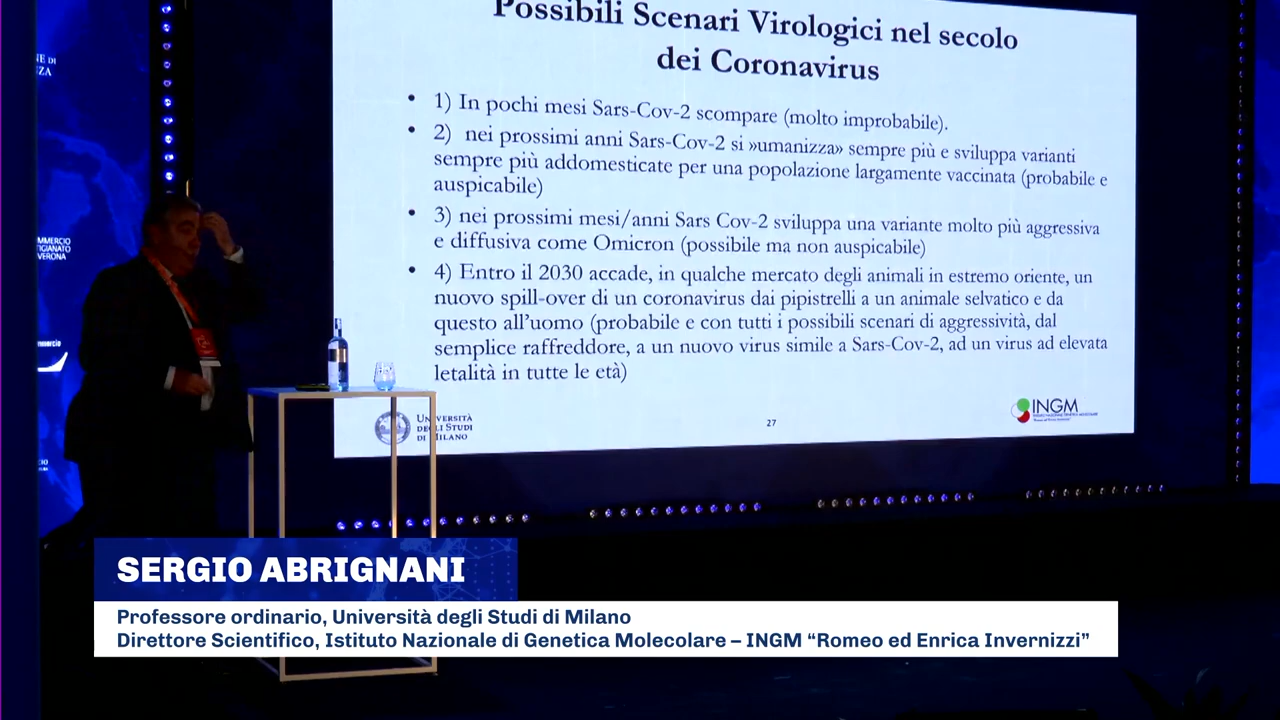 Possibili Scenari Virologici nel secolo
dei Coronavirus
• 1) In pochi mesi Sars-Cov-2 scompare (molto improbabile).
• 2) nei prossimi anni Sars-Cov-2 si »umanizza» sempre più e sviluppa varianti
sempre più addomesticate per una popolazione largamente vaccinata (probabile e
auspicabile)
• 3) nei prossimi mesi/anni Sars Cov-2 sviluppa una variante molto più aggressiva
e diffusiva come Omicron (possibile ma non auspicabile)
• 4) Entro il 2030 accade, in qualche mercato degli animali in estremo oriente, un
nuovo spill-over di un coronavirus dai pipistrelli a un animale selvatico e da
questo all’uomo (probabile e con tutti i possibili scenari di aggressività, dal
semplice raffreddore, a un nuovo virus simile a Sars-Cov-2, ad un virus ad elevata
letalità in tutte le età)
UNIVERSITÀ
DEGLI STUDI
DI MILANO
27
INGM
SERGIO ABRIGNANI
Professore ordinario, Università degli Studi di Milano
Direttore Scientifico, Istituto Nazionale di Genetica Molecolare – INGM “Romeo ed Enrica Invernizzi”